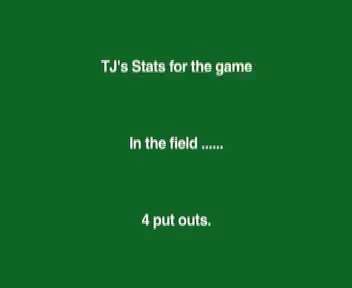 TJ's Stats for the game
In the field ......
4 put outs.